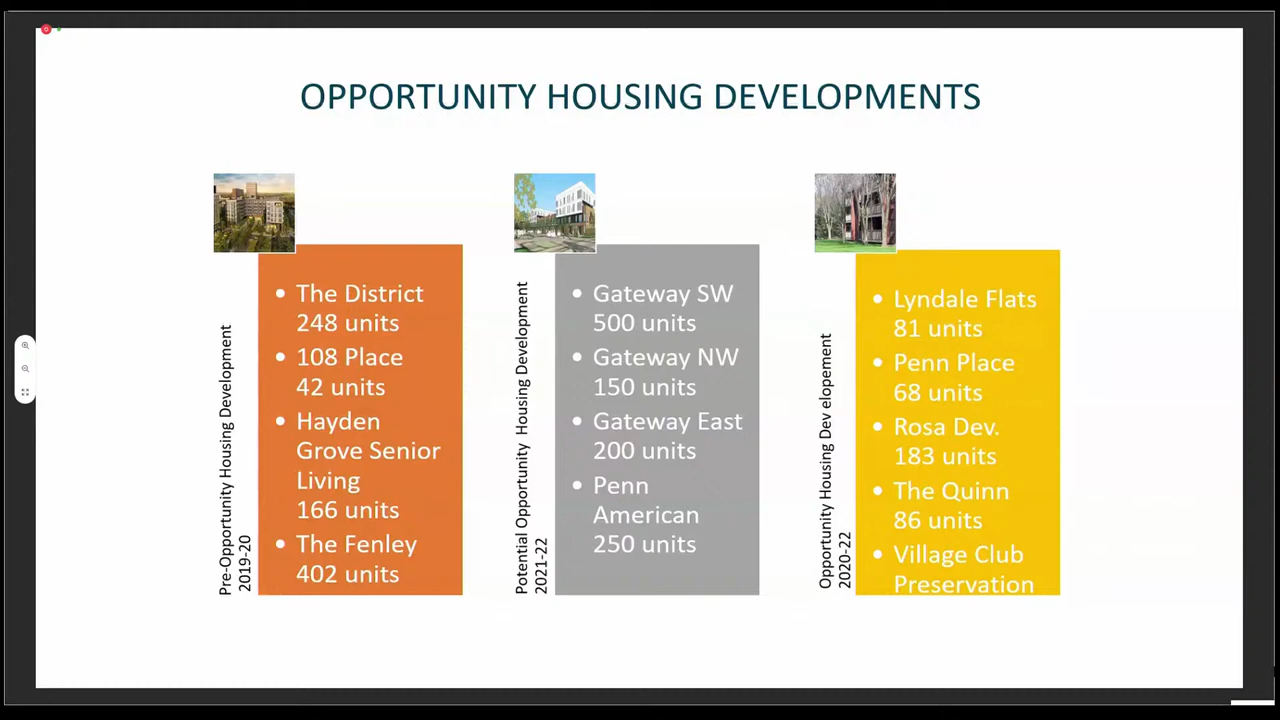 OPPORTUNITY HOUSING DEVELOPMENTS
Pre-Opportunity Housing Development
2019-20
• The District
248 units
• 108 Place
42 units
• Hayden
Grove Senior
Living
166 units
• The Fenley
402 units
Potential Opportunity Housing Development
2021-22
• Gateway SW
500 units
• Gateway NW
150 units
• Gateway East
200 units
• Penn
American
250 units
Opportunity Housing Dev elopement
2020-22
• Lyndale Flats
81 units
• Penn Place
68 units
• Rosa Dev.
183 units
• The Quinn
86 units
• Village Club
Preservation